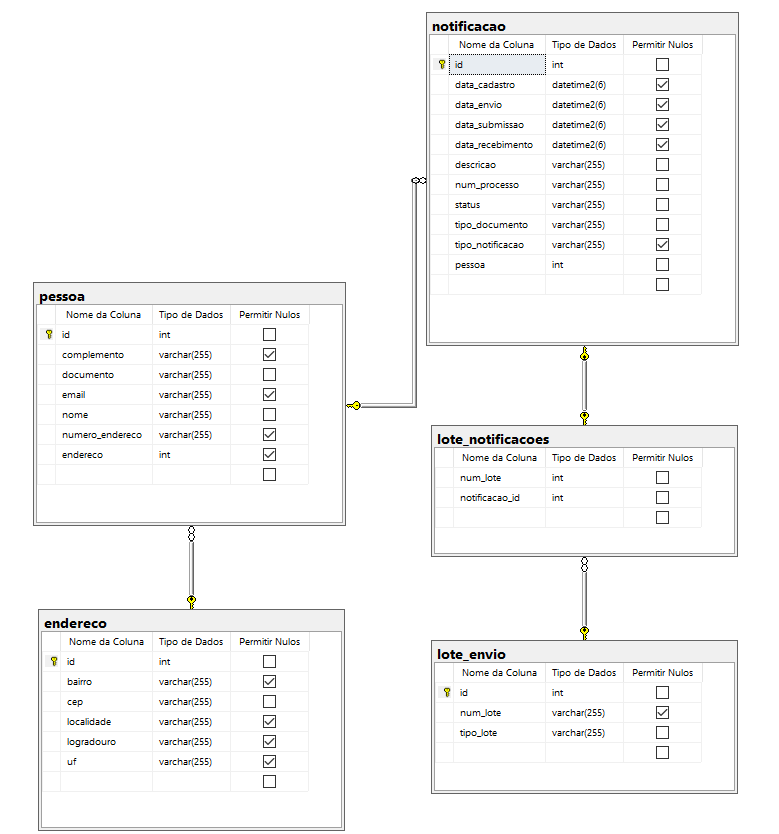 notificacao
Nome da Coluna Tipo de Dados Permitir Nulos
id int
data_cadastro datetime2(6)
data_envio datetime2(6)
data_submissao datetime2(6)
data_recebimento datetime2(6)
descricao varchar(255)
num_processo varchar(255)
status varchar(255)
tipo_documento varchar(255)
tipo_notificacao varchar(255)
pessoa int
pessoa
Nome da Coluna Tipo de Dados Permitir Nulos
id int
complemento varchar(255)
documento varchar(255)
email varchar(255)
nome varchar(255)
numero_endereco varchar(255)
endereco int
lote_notificacoes
Nome da Coluna Tipo de Dados Permitir Nulos
num_lote int
notificacao_id int
endereco
Nome da Coluna Tipo de Dados Permitir Nulos
id int
bairro varchar(255)
cep varchar(255)
localidade varchar(255)
logradouro varchar(255)
uf varchar(255)
lote_envio
Nome da Coluna Tipo de Dados Permitir Nulos
id int
num_lote varchar(255)
tipo_lote varchar(255)